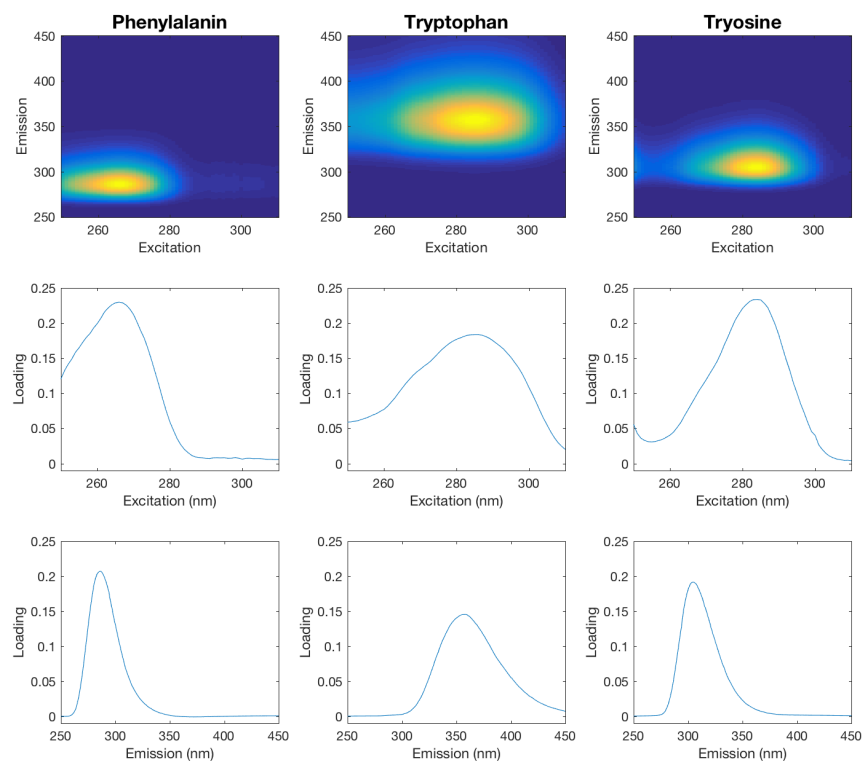 Phenylalanin Tryptophan Tryosine
450 450 450
400 400 400
350 350 350
300 300 300
250 250 250
Emission Emission Emission
260 280 300 260 280 300 260 280 300
Excitation Excitation Excitation
0.25 0.25 0.25
0.2 0.2 0.2
0.15 0.15 0.15
0.1 0.1 0.1
0.05 0.05 0.05
0 0 0
Loading Loading Loading
260 280 300 260 280 300 260 280 300
Excitation (nm) Excitation (nm) Excitation (nm)
0.25 0.25 0.25
0.2 0.2 0.2
0.15 0.15 0.15
0.1 0.1 0.1
0.05 0.05 0.05
0 0 0
Loading Loading Loading
250 300 350 400 450 250 300 350 400 450 250 300 350 400 450
Emission (nm) Emission (nm) Emission (nm)